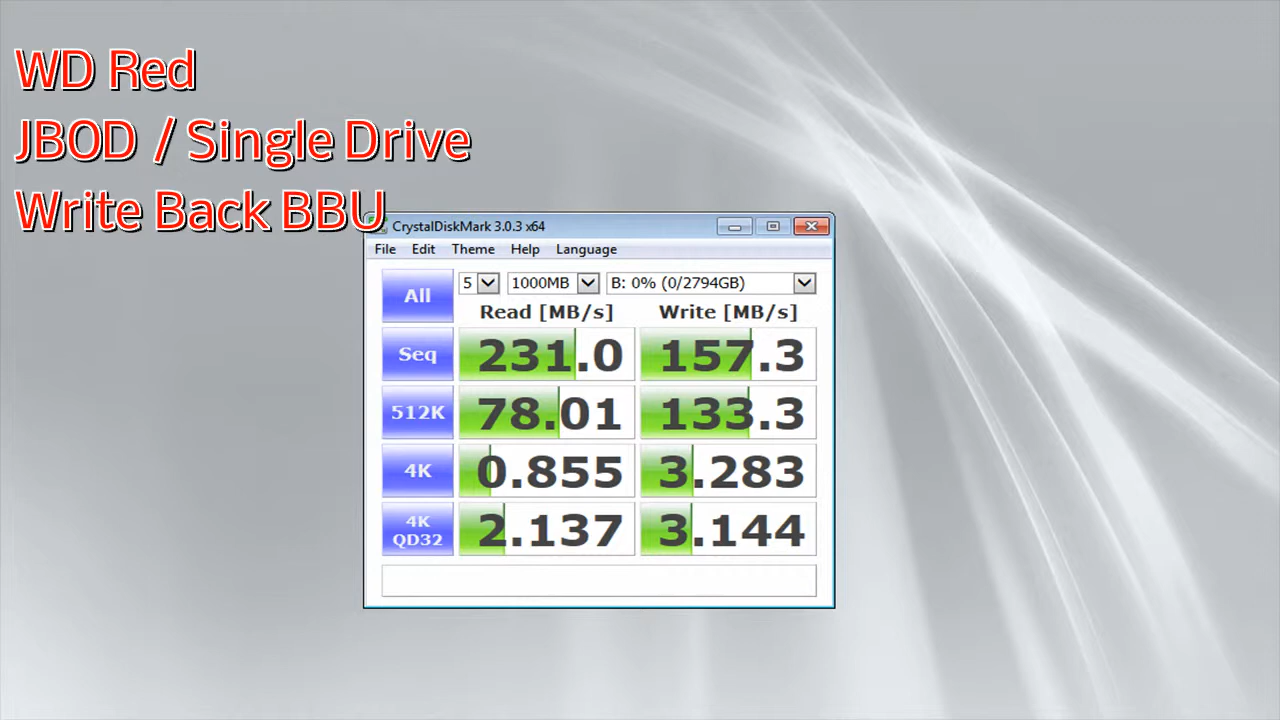 WD Red
JBOD / Single Drive
Write Back BBU
CrystalDiskMark 3.0.3 x64
File Edit Theme Help Language
All 5 1000MB B: 0% (0/2794GB)
Read [MB/s] Write [MB/s]
Seq 231.0 157.3
512K 78.01 133.3
4K 0.855 3.283
4K
QD32 2.137 3.144